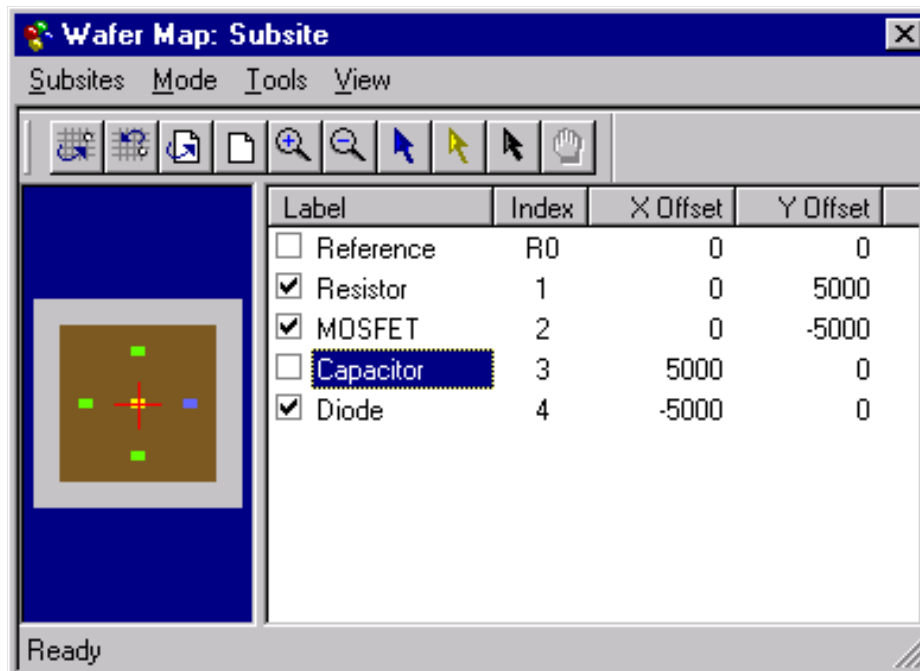 Wafer Map: Subsite
Subsites Mode Tools View
Label Index X Offset Y Offset
Reference R0 0 0
Resistor 1 0 5000
MOSFET 2 0 -5000
Capacitor 3 5000 0
Diode 4 -5000 0
Ready